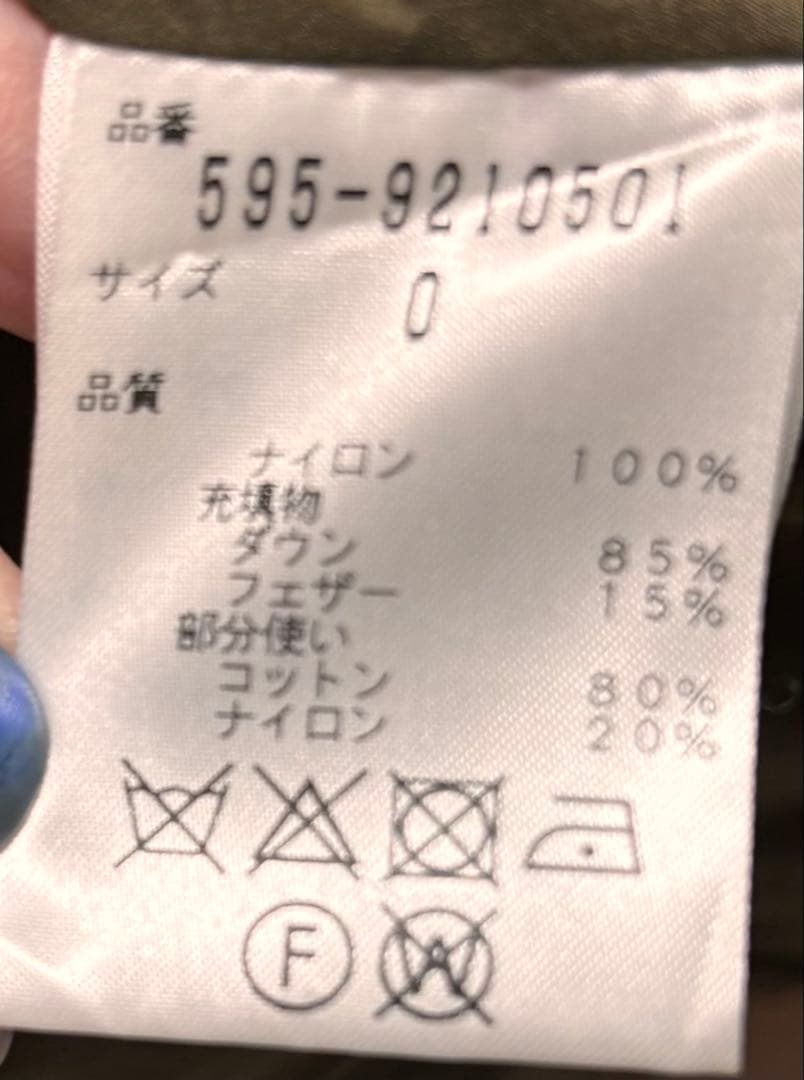 品番
595-9210501
サイズ 0
品質
ナイロン 100%
充填物
ダウン 85%
フェザー 15%
部分使い
コットン 80%
ナイロン 20%
F W